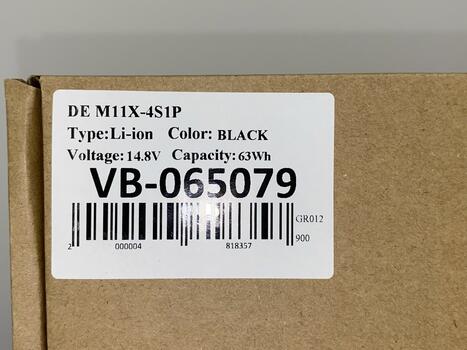 DE M11X-4S1P
Type:Li-ion Color: BLACK
Voltage: 14.8V Capacity: 63Wh
VB-065079
GR012
2 000004 818357 900